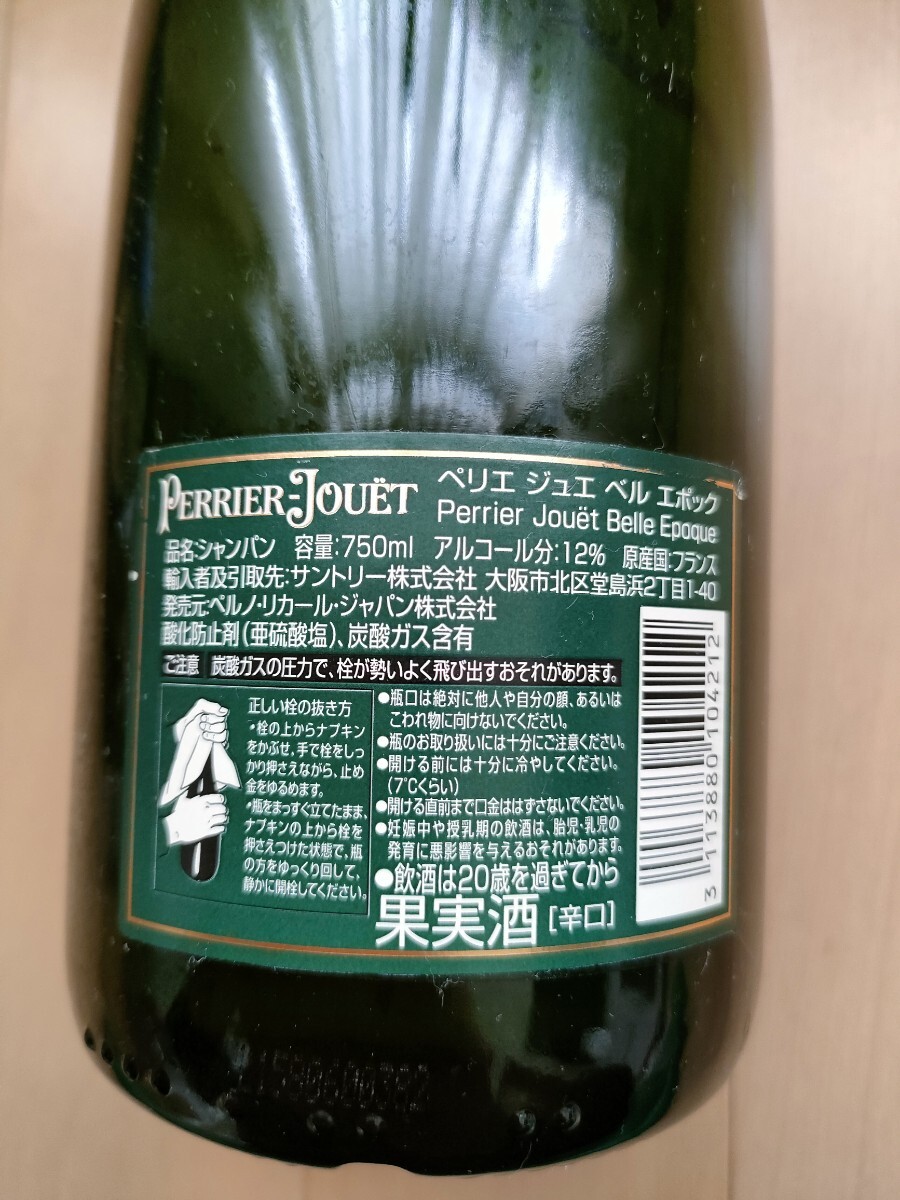 PERRIER-JOUËT
ペリエ ジュエ ベル エポック
Perrier Jouët Belle Epoque
品名:シャンパン 容量:750ml アルコール分:12% 原産国:フランス
輸入者及引取先:サントリー株式会社 大阪市北区堂島浜2丁目1-40
発売元:ペルノ・リカール・ジャパン株式会社
酸化防止剤(亜硫酸塩)、炭酸ガス含有
ご注意 炭酸ガスの圧力で、栓が勢いよく飛び出すおそれがあります。
正しい栓の抜き方
•栓の上からナプキン
をかぶせ、手で栓をしっ
かり押さえながら、止め
金をゆるめます。
•瓶をまっすぐ立てたまま、
ナプキンの上から栓を
押さえつけた状態で、瓶
の方をゆっくり回して、
静かに開栓してください。
●瓶口は絶対に他人や自分の顔、あるいは
こわれ物に向けないでください。
●瓶のお取り扱いには十分にご注意ください。
●開ける前には十分に冷やしてください。
(7℃くらい)
●開ける直前まで口金ははずさないでください。
●妊娠中や授乳期の飲酒は、胎児・乳児の
発育に悪影響を与えるおそれがあります。
●飲酒は20歳を過ぎてから
果実酒[辛口]
3 113880 104212